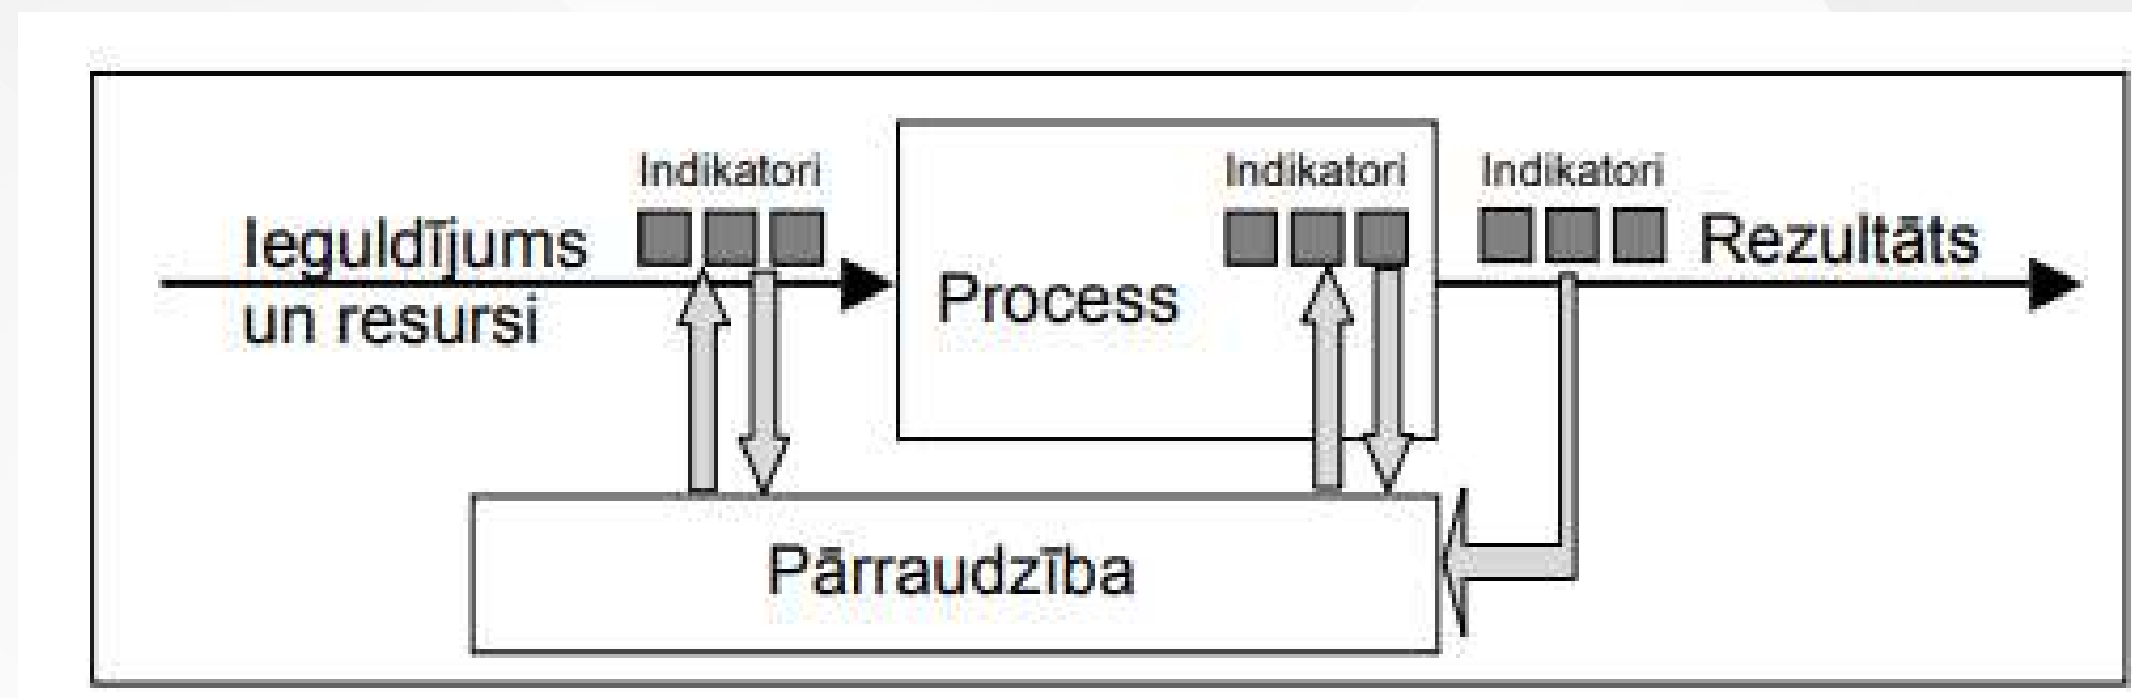 Indikatori
Indikatori
Indikatori
Ieguldījums
un resursi
Process
Rezultāts
Pārraudzība